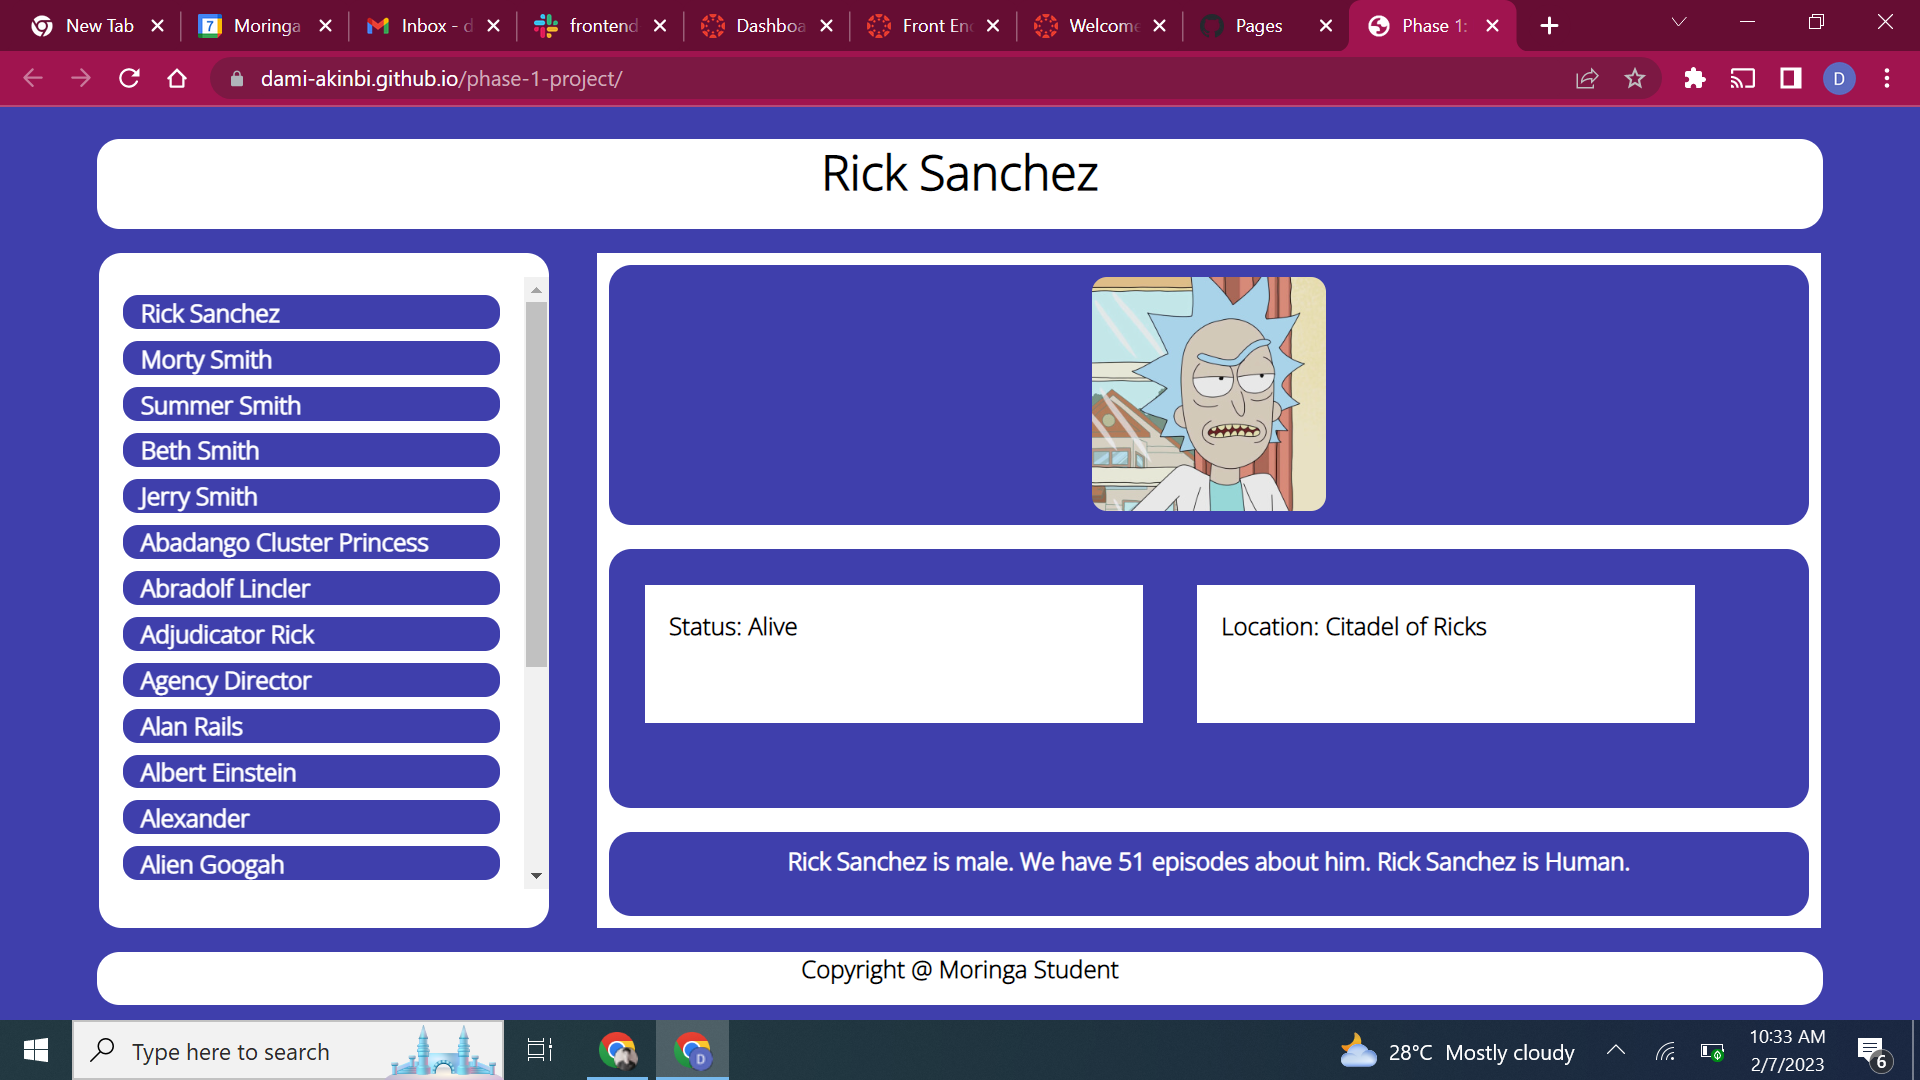 New Tab
7
Moringa
Inbox - d
frontend
Dashboa
Front En
Welcome
Pages
Phase 1:
dami-akinbi.github.io/phase-1-project/
D
Rick Sanchez
Rick Sanchez
Morty Smith
Summer Smith
Beth Smith
Jerry Smith
Abadango Cluster Princess
Abradolf Lincler
Adjudicator Rick
Agency Director
Alan Rails
Albert Einstein
Alexander
Alien Googah
Status: Alive
Location: Citadel of Ricks
Rick Sanchez is male. We have 51 episodes about him. Rick Sanchez is Human.
Copyright @ Moringa Student
Type here to search
D
28°C Mostly cloudy
10:33 AM
2/7/2023
6